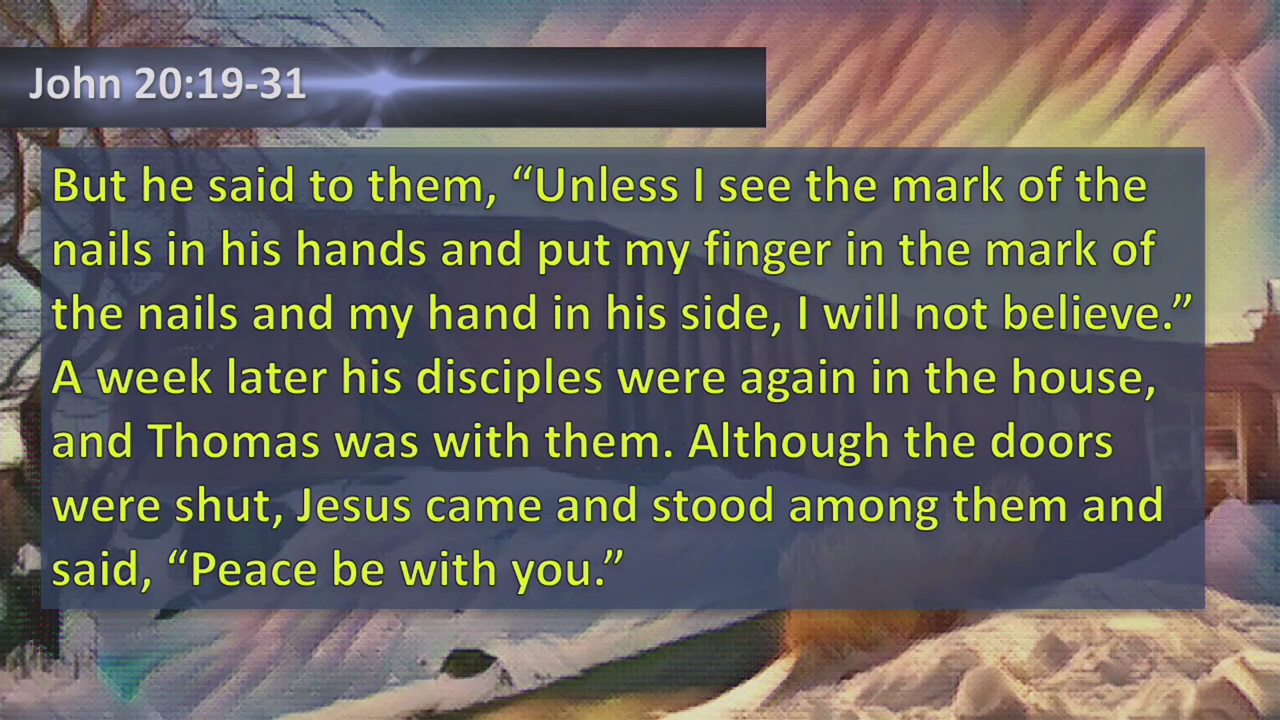 John 20:19-31
But he said to them, “Unless I see the mark of the
nails in his hands and put my finger in the mark of
the nails and my hand in his side, I will not believe.”
A week later his disciples were again in the house,
and Thomas was with them. Although the doors
were shut, Jesus came and stood among them and
said, “Peace be with you.”